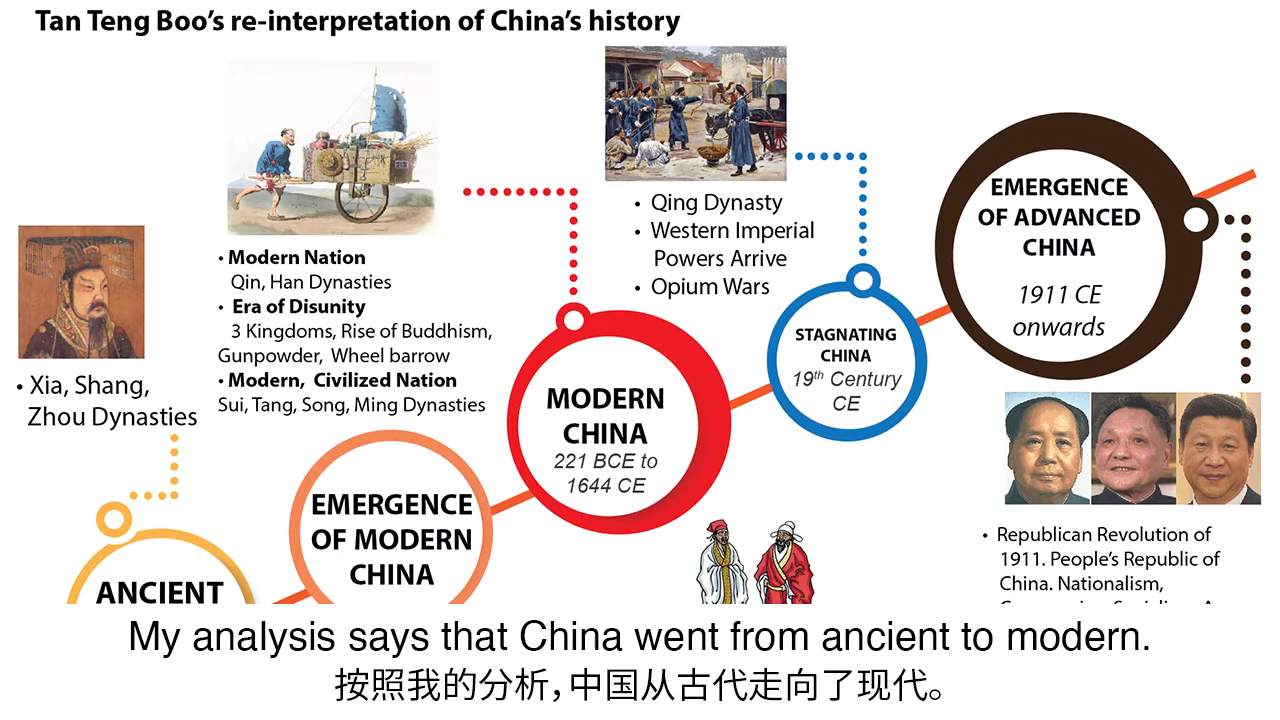 Tan Teng Boo's re-interpretation of China's history
• Xia, Shang,
Zhou Dynasties
ANCIENT
• Modern Nation
Qin, Han Dynasties
• Era of Disunity
3 Kingdoms, Rise of Buddhism,
Gunpowder, Wheel barrow
• Modern, Civilized Nation
Sui, Tang, Song, Ming Dynasties
EMERGENCE
OF MODERN
CHINA
MODERN
CHINA
221 BCE to
1644 CE
• Qing Dynasty
• Western Imperial
Powers Arrive
• Opium Wars
STAGNATING
CHINA
19th Century
CE
EMERGENCE
OF ADVANCED
CHINA
1911 CE
onwards
• Republican Revolution of
1911. People's Republic of
China. Nationalism,
My analysis says that China went from ancient to modern.
按照我的分析，中国从古代走向了现代。